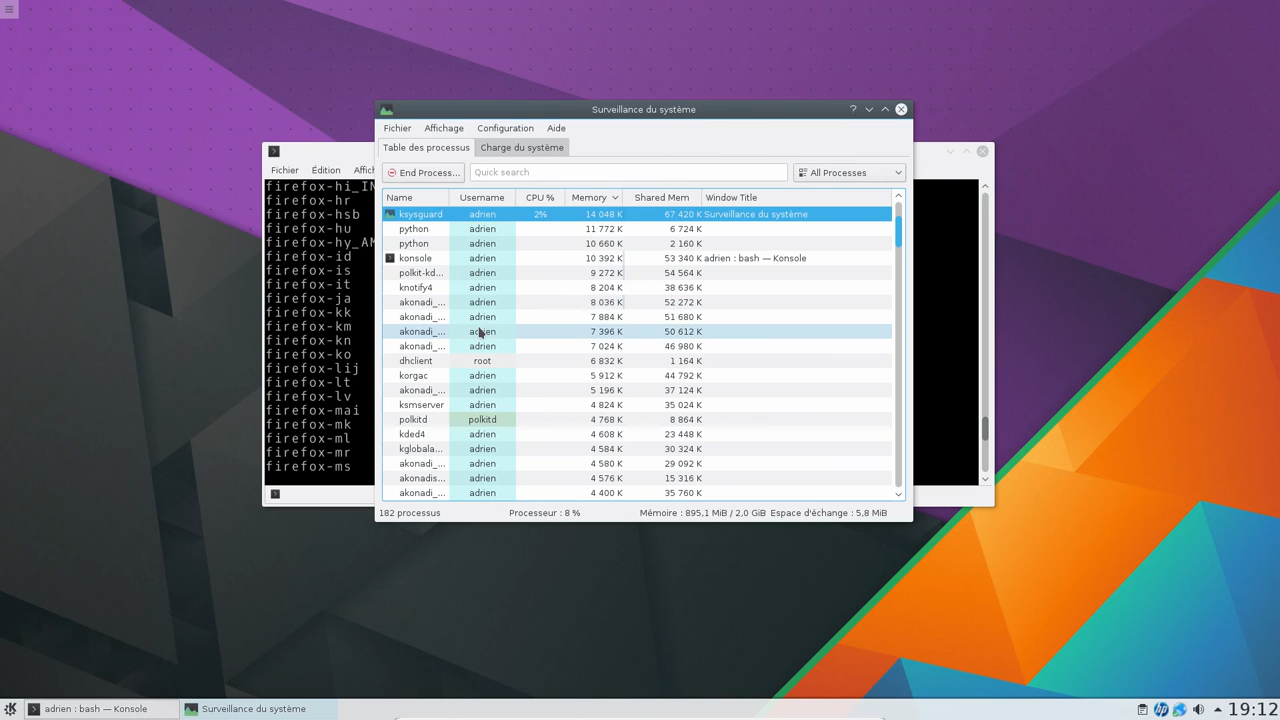 Surveillance du système
?
Fichier Affichage Configuration Aide
Table des processus Charge du système
End Process... Quick search All Processes
Name Username CPU % Memory Shared Mem Window Title
ksysguard adrien 2% 14 048 K 67 420 K Surveillance du système
python adrien 11 772 K 6 724 K
python adrien 10 660 K 2 160 K
konsole adrien 10 392 K 53 340 K adrien : bash — Konsole
polkit-kd... adrien 9 272 K 54 564 K
knotify4 adrien 8 204 K 38 636 K
akonadi_... adrien 8 036 K 52 272 K
akonadi_... adrien 7 884 K 51 680 K
akonadi_... adrien 7 396 K 50 612 K
akonadi_... adrien 7 024 K 46 980 K
dhclient root 6 832 K 1 164 K
korgac adrien 5 912 K 44 792 K
akonadi_... adrien 5 196 K 37 124 K
ksmserver adrien 4 824 K 35 024 K
polkitd polkitd 4 768 K 8 864 K
kded4 adrien 4 608 K 23 448 K
kglobala... adrien 4 584 K 30 324 K
akonadi_... adrien 4 580 K 29 092 K
akonadis... adrien 4 576 K 15 316 K
akonadi_... adrien 4 400 K 35 760 K
182 processus Processeur : 8 % Mémoire : 895,1 MiB / 2,0 GiB Espace d'échange : 5,8 MiB
Fichier Édition Affich
firefox-hi_IN
firefox-hr
firefox-hsb
firefox-hu
firefox-hy_AM
firefox-id
firefox-is
firefox-it
firefox-ja
firefox-kk
firefox-km
firefox-kn
firefox-ko
firefox-lij
firefox-lt
firefox-lv
firefox-mai
firefox-mk
firefox-ml
firefox-mr
firefox-ms
adrien : bash — Konsole Surveillance du système hp 19:12